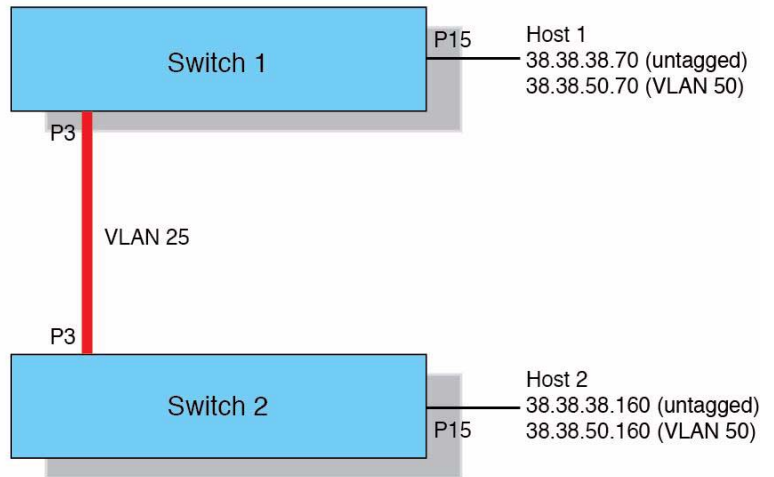 Switch 1
P15
Host 1
38.38.38.70 (untagged)
38.38.50.70 (VLAN 50)
P3
VLAN 25
P3
Switch 2
P15
Host 2
38.38.38.160 (untagged)
38.38.50.160 (VLAN 50)